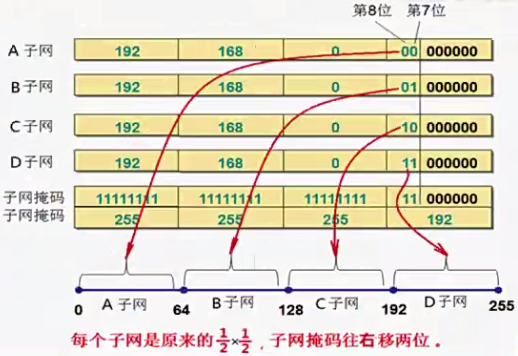 第8位 第7位
A 子网 192 168 0 00 000000
B 子网 192 168 0 01 000000
C 子网 192 168 0 10 000000
D 子网 192 168 0 11 000000
子网掩码 11111111 11111111 11111111 11 000000
子网掩码 255 255 255 192
A 子网 B 子网 C 子网 D 子网
0 64 128 192 255
每个子网是原来的 1/2 × 1/2 , 子网掩码往右移两位 。